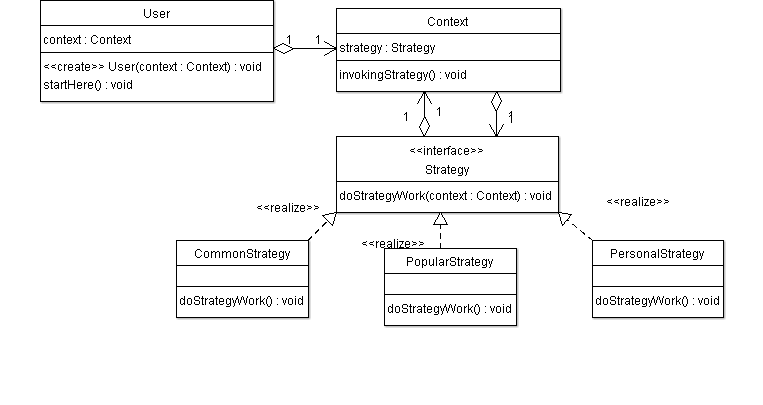 User
context : Context
<<create>> User(context : Context) : void
startHere() : void
1
1
Context
strategy : Strategy
invokingStrategy() : void
1
1
1
1
<<interface>>
Strategy
doStrategyWork(context : Context) : void
<<realize>>
<<realize>>
<<realize>>
CommonStrategy
doStrategyWork() : void
PopularStrategy
doStrategyWork() : void
PersonalStrategy
doStrategyWork() : void